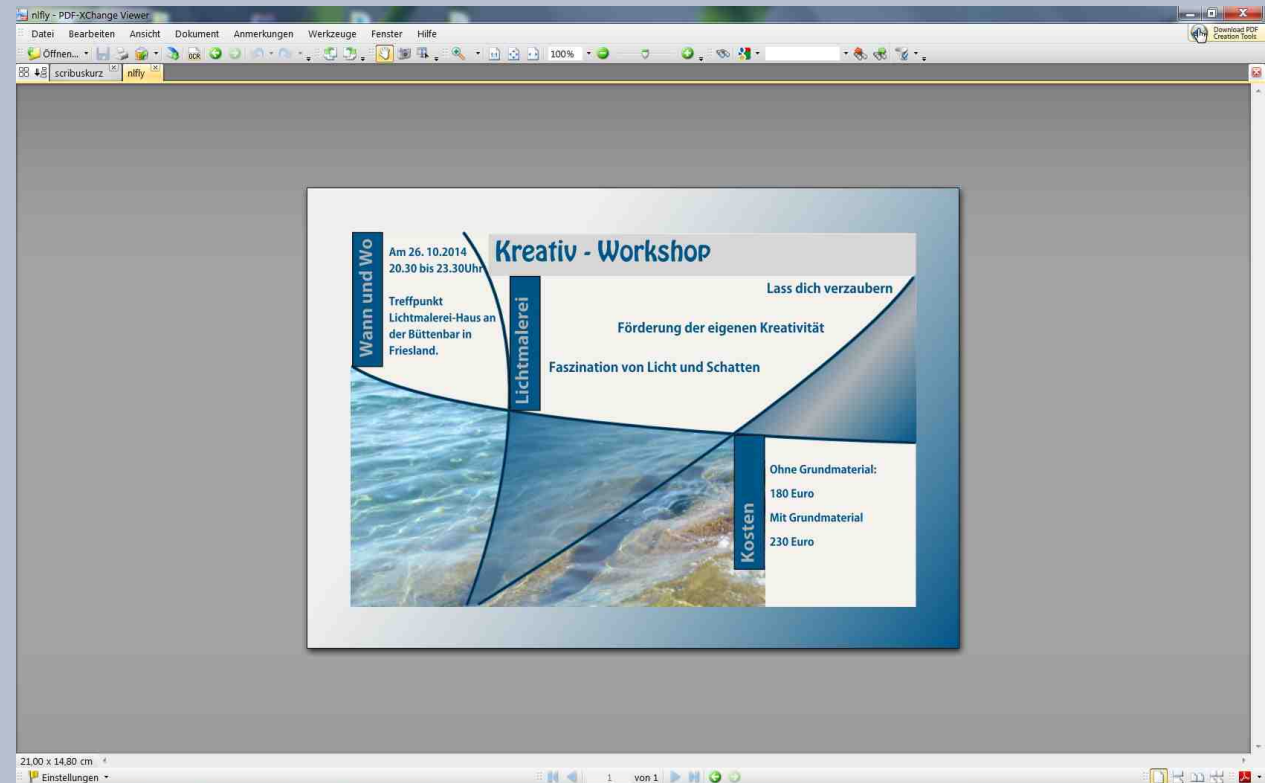 nlfly - PDF-XChange Viewer
Datei Bearbeiten Ansicht Dokument Anmerkungen Werkzeuge Fenster Hilfe
Download PDF
Creation Tools
Öffnen... OCR 100%
scribuskurz nlfly
Kreativ - Workshop
Wann und Wo
Am 26. 10.2014
20.30 bis 23.30Uhr
Treffpunkt
Lichtmalerei-Haus an
der Büttenbar in
Friesland.
Lichtmalerei
Lass dich verzaubern
Förderung der eigenen Kreativität
Faszination von Licht und Schatten
Kosten
Ohne Grundmaterial:
180 Euro
Mit Grundmaterial
230 Euro
21,00 x 14,80 cm
Einstellungen
1 von 1